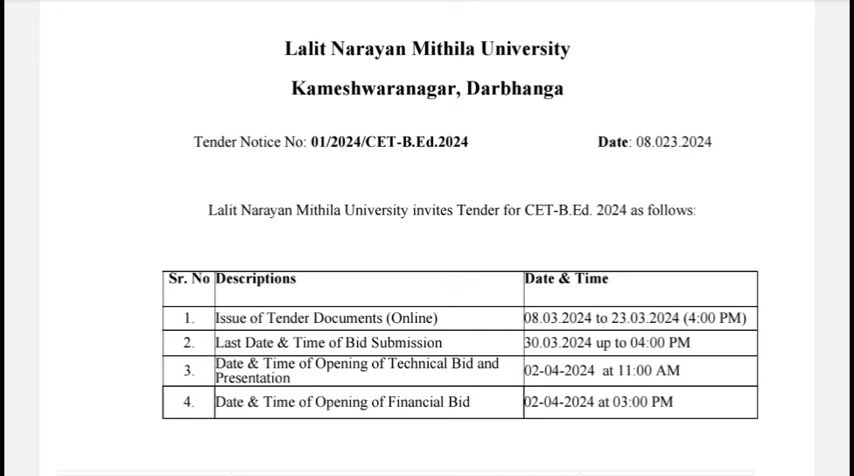 Lalit Narayan Mithila University
Kameshwaranagar, Darbhanga
Tender Notice No: 01/2024/CET-B.Ed.2024 Date: 08.023.2024
Lalit Narayan Mithila University invites Tender for CET-B.Ed. 2024 as follows:
Sr. No Descriptions Date & Time
1. Issue of Tender Documents (Online) 08.03.2024 to 23.03.2024 (4:00 PM)
2. Last Date & Time of Bid Submission 30.03.2024 up to 04:00 PM
3. Date & Time of Opening of Technical Bid and
Presentation 02-04-2024 at 11:00 AM
4. Date & Time of Opening of Financial Bid 02-04-2024 at 03:00 PM